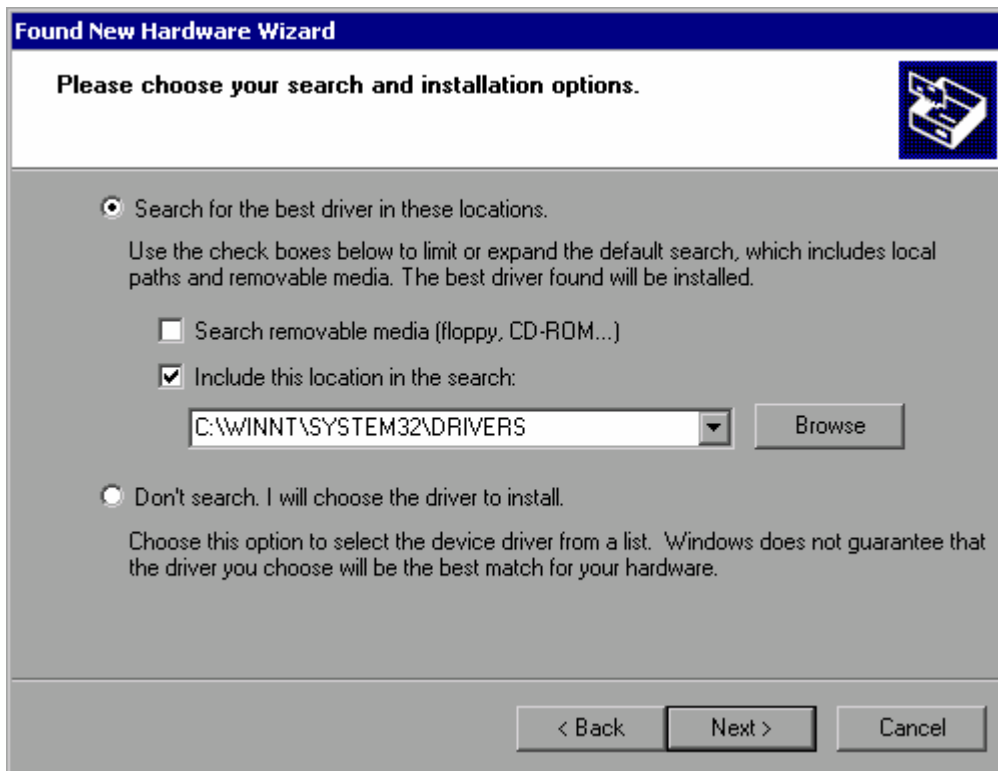 Found New Hardware Wizard
Please choose your search and installation options.
Search for the best driver in these locations.
Use the check boxes below to limit or expand the default search, which includes local
paths and removable media. The best driver found will be installed.
Search removable media (floppy, CD-ROM...)
Include this location in the search:
C:\WINNT\SYSTEM32\DRIVERS
Browse
Don't search. I will choose the driver to install.
Choose this option to select the device driver from a list.  Windows does not guarantee that
the driver you choose will be the best match for your hardware.
< Back
Next >
Cancel